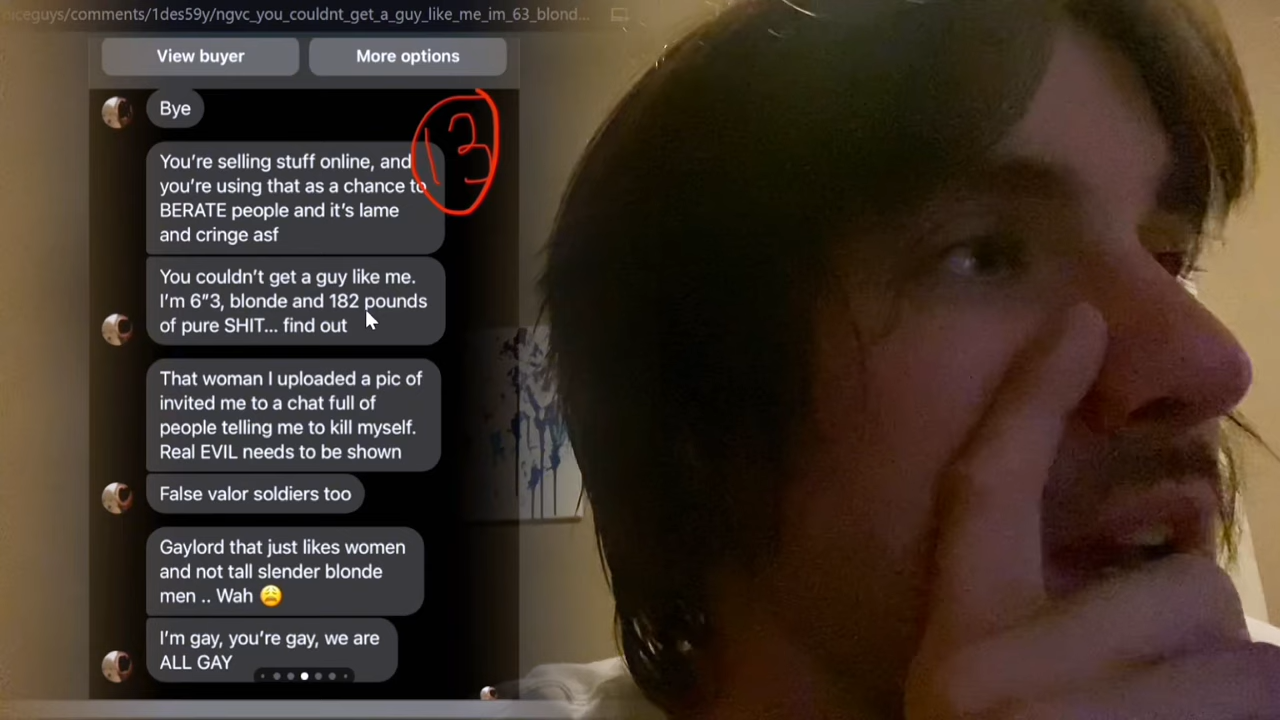 niceguys/comments/1des59y/ngvc_you_couldnt_get_a_guy_like_me_im_63_blond...
View buyer
More options
Bye
13
You're selling stuff online, and
you're using that as a chance to
BERATE people and it's lame
and cringe asf
You couldn't get a guy like me.
I'm 6”3, blonde and 182 pounds
of pure SHIT... find out
That woman I uploaded a pic of
invited me to a chat full of
people telling me to kill myself.
Real EVIL needs to be shown
False valor soldiers too
Gaylord that just likes women
and not tall slender blonde
men .. Wah 😩
I'm gay, you're gay, we are
ALL GAY